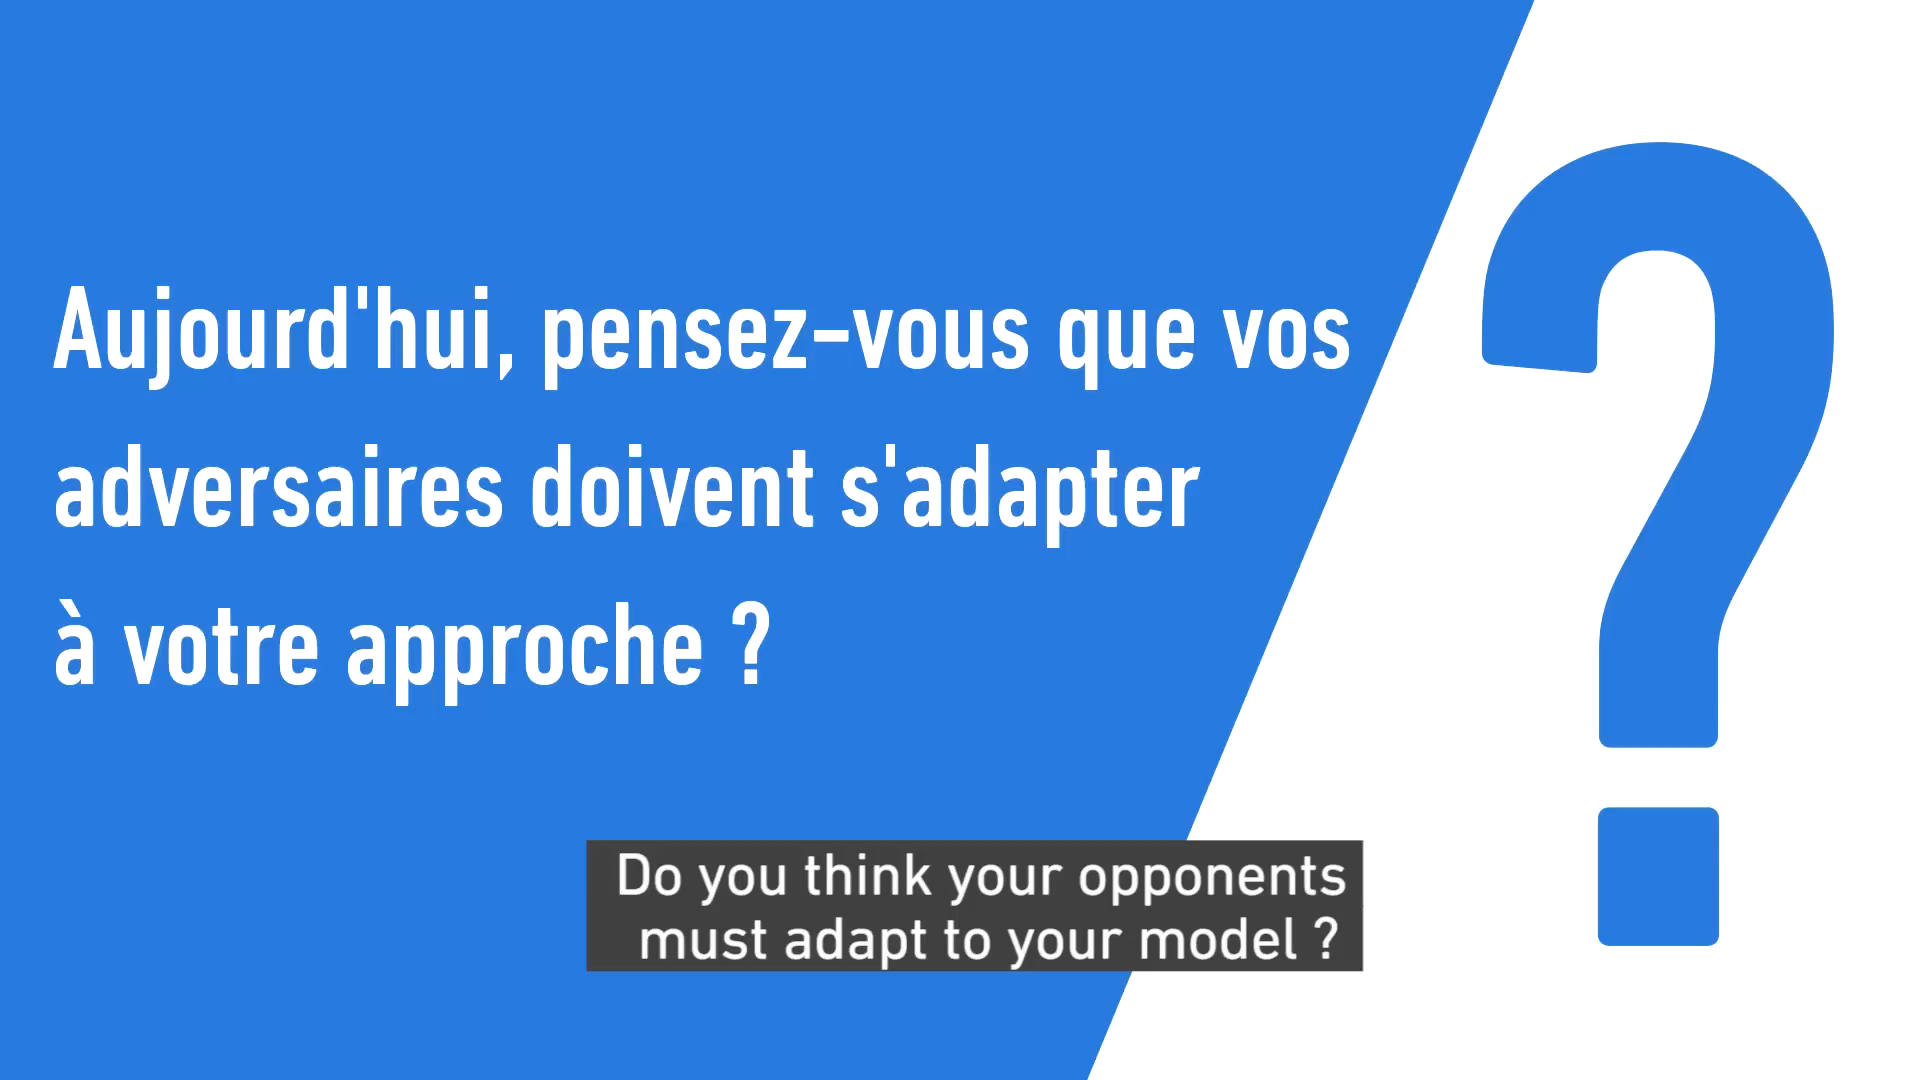 Aujourd'hui, pensez-vous que vos
adversaires doivent s'adapter
à votre approche ?
?
Do you think your opponents
must adapt to your model ?